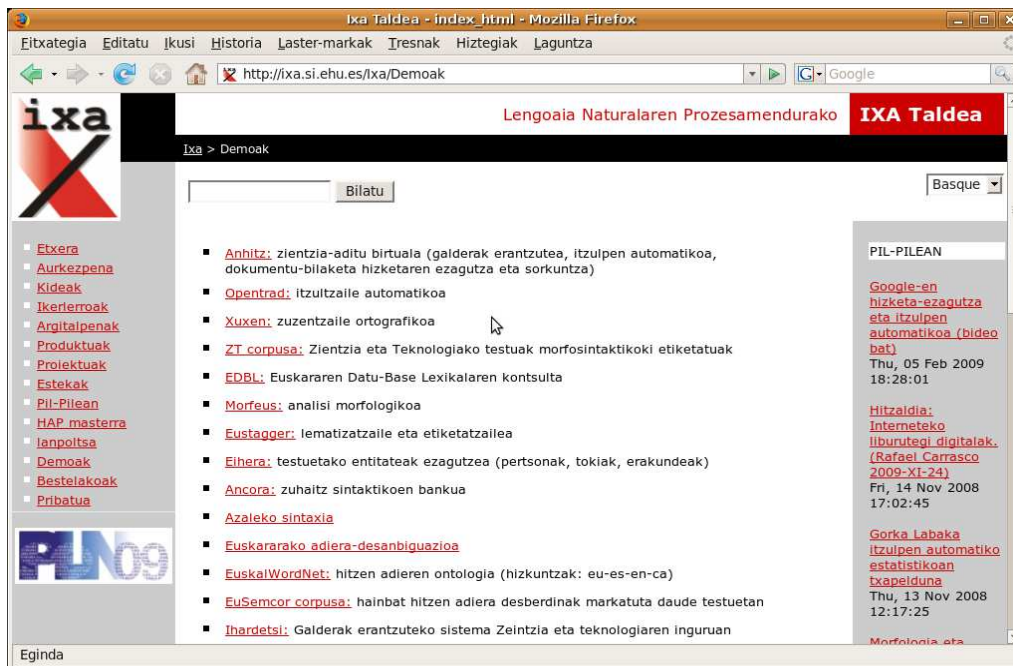 Ixa Taldea - index_html - Mozilla Firefox
Fitxategia Editatu Ikusi Historia Laster-markak Tresnak Hiztegiak Laguntza
http://ixa.si.ehu.es/Ixa/Demoak
G Google
ixa
Lengoaia Naturalaren Prozesamendurako
IXA Taldea
Ixa > Demoak
Bilatu
Basque
Etxera
Aurkezpena
Kideak
Ikerlerroak
Argitalpenak
Produktuak
Proiektuak
Estekak
Pil-Pilean
HAP masterra
lanpoltsa
Demoak
Bestelakoak
Pribatua
PLN09
Anhitz: zientzia-aditu birtuala (galderak erantzutea, itzulpen automatikoa,
dokumentu-bilaketa hizketaren ezagutza eta sorkuntza)
Opentrad: itzultzaile automatikoa
Xuxen: zuzentzaile ortografikoa
ZT corpusa: Zientzia eta Teknologiako testuak morfosintaktikoki etiketatuak
EDBL: Euskararen Datu-Base Lexikalaren kontsulta
Morfeus: analisi morfologikoa
Eustagger: lematizatzaile eta etiketatzailea
Eihera: testuetako entitateak ezagutzea (pertsonak, tokiak, erakundeak)
Ancora: zuhaitz sintaktikoen bankua
Azaleko sintaxia
Euskararako adiera-desanbiguazioa
EuskalWordNet: hitzen adieren ontologia (hizkuntzak: eu-es-en-ca)
EuSemcor corpusa: hainbat hitzen adiera desberdinak markatuta daude testuetan
Ihardetsi: Galderak erantzuteko sistema Zeintzia eta teknologiaren inguruan
PIL-PILEAN
Google-en
hizketa-ezagutza
eta itzulpen
automatikoa (bideo
bat)
Thu, 05 Feb 2009
18:28:01
Hitzaldia:
Interneteko
liburutegi digitalak.
(Rafael Carrasco
2009-XI-24)
Fri, 14 Nov 2008
17:02:45
Gorka Labaka
itzulpen automatiko
estatistikoan
txapelduna
Thu, 13 Nov 2008
12:17:25
Morfologia eta
Eginda